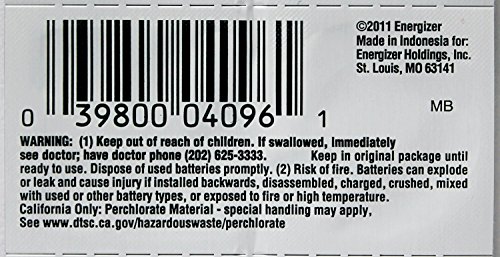 ©2011 Energizer
Made in Indonesia for:
Energizer Holdings, Inc.
St. Louis, MO 63141
0 39800 04096 1
MB
WARNING: (1) Keep out of reach of children. If swallowed, immediately
see doctor; have doctor phone (202) 625-3333. Keep in original package until
ready to use. Dispose of used batteries promptly. (2) Risk of fire. Batteries can explode
or leak and cause injury if installed backwards, disassembled, charged, crushed, mixed
with used or other battery types, or exposed to fire or high temperature.
California Only: Perchlorate Material - special handling may apply,
See www.dtsc.ca.gov/hazardouswaste/perchlorate